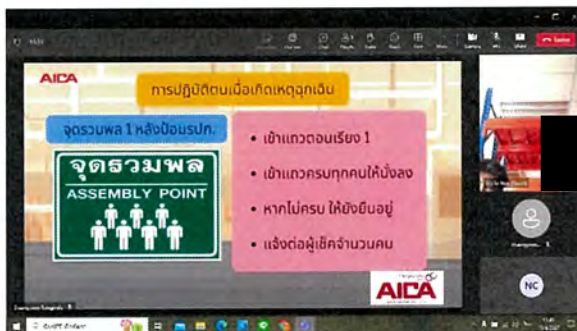 AICA
การปฏิบัติตนเมื่อเกิดเหตุฉุกเฉิน
จุดรวมพล 1 หลังป้อมรปภ.
จุดรวมพล
ASSEMBLY POINT
• เข้าแถวตอนเรียง 1
• เข้าแถวครบทุกคนให้นั่งลง
• หากไม่ครบ ให้ยังยืนอยู่
• แจ้งต่อผู้เช็คจำนวนคน
AICA
NC